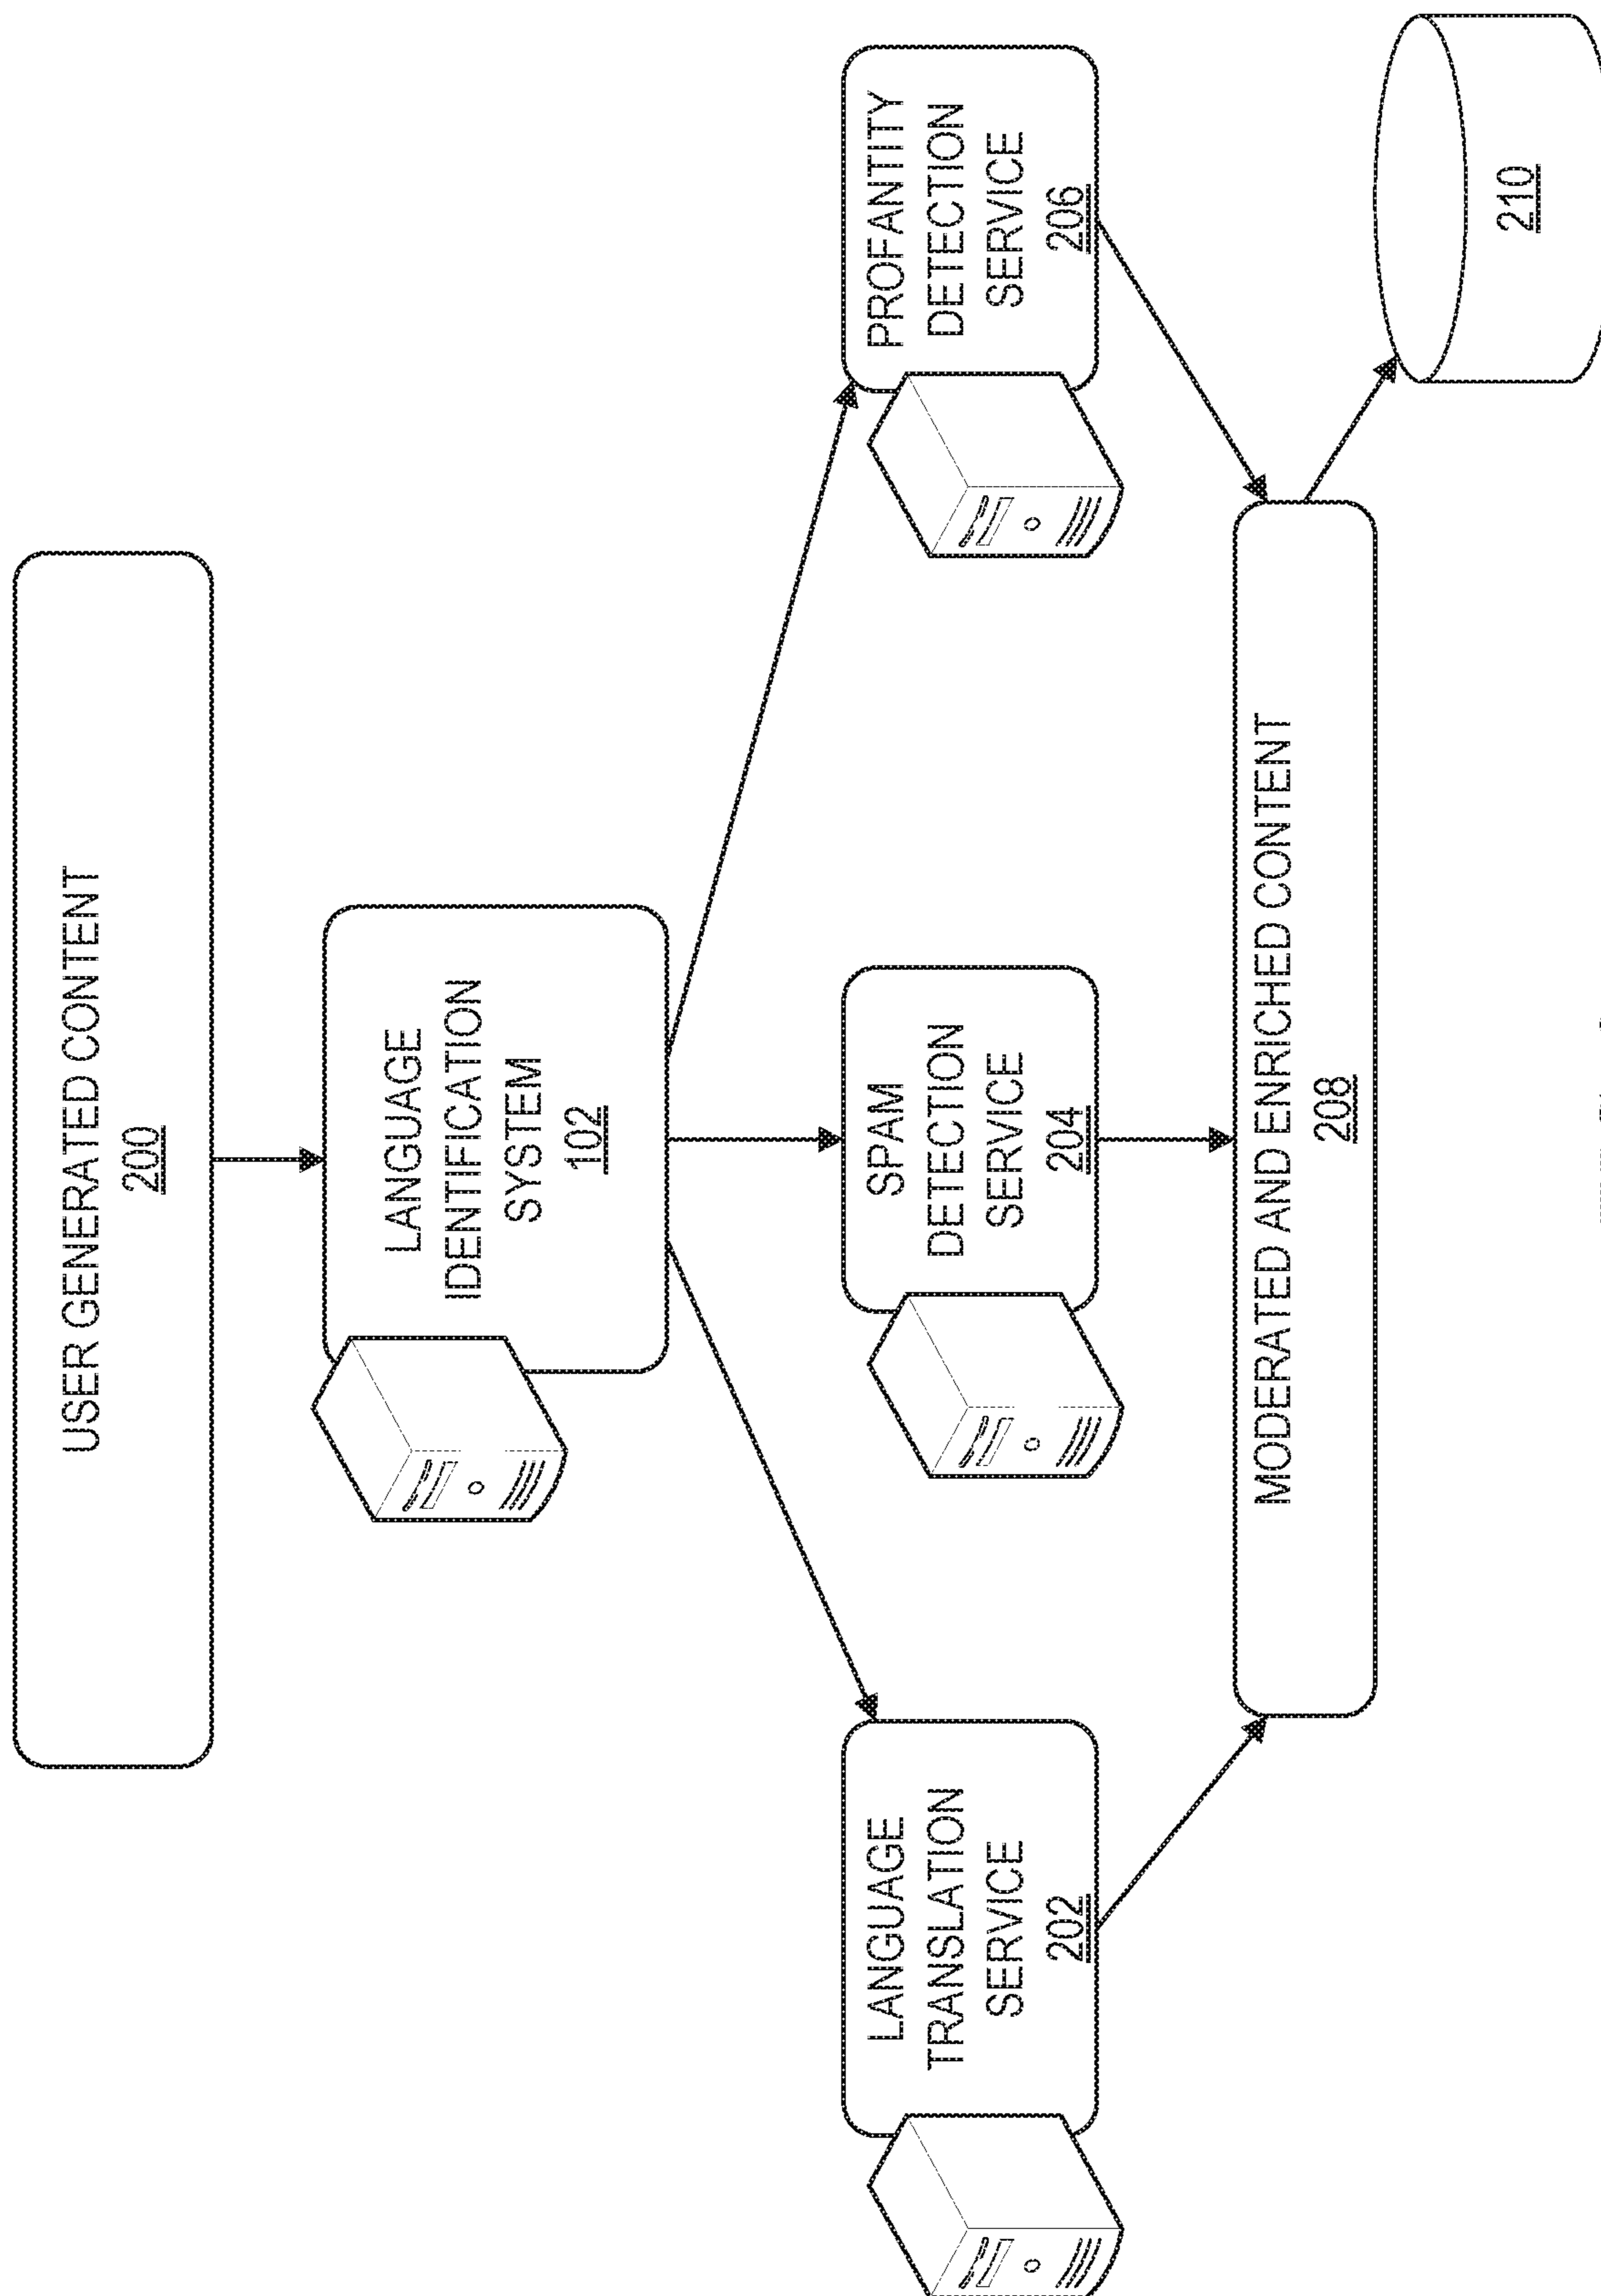 USER GENERATED CONTENT
200
LANGUAGE
IDENTIFICATION
SYSTEM
102
LANGUAGE
TRANSLATION
SERVICE
202
SPAM
DETECTION
SERVICE
204
PROFANTITY
DETECTION
SERVICE
206
MODERATED AND ENRICHED CONTENT
208
210